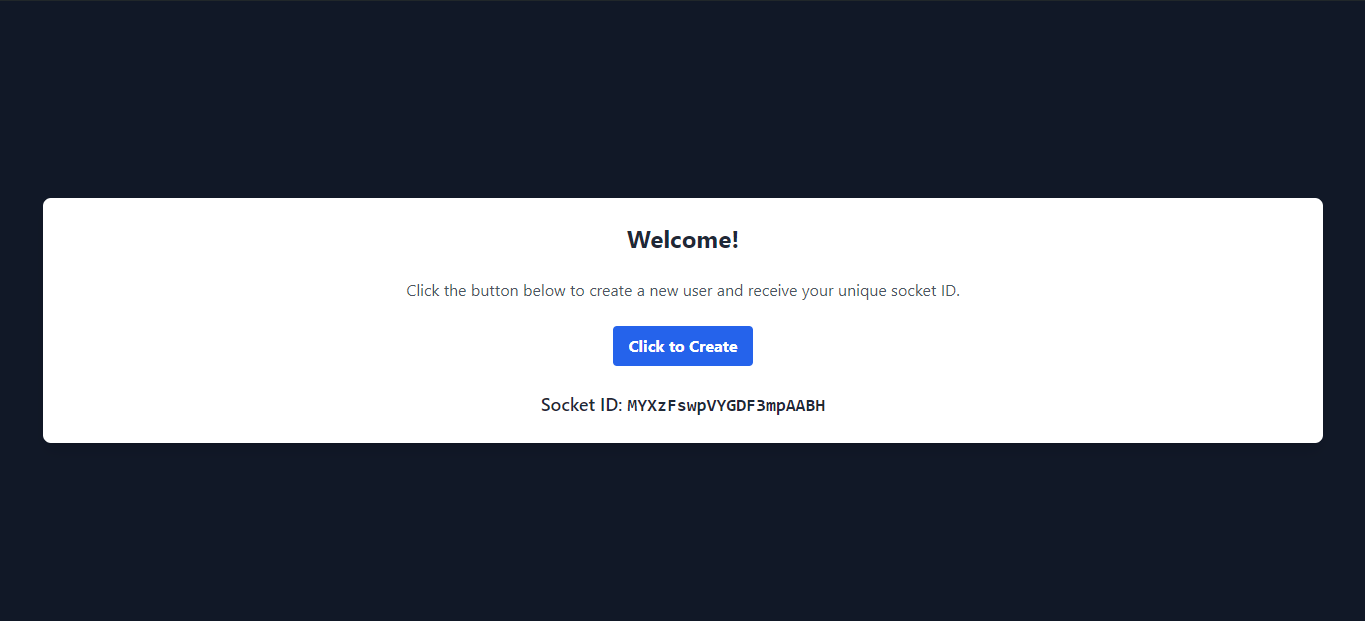 Welcome!
Click the button below to create a new user and receive your unique socket ID.
Click to Create
Socket ID: MYXzFswpVYGDF3mpAABH